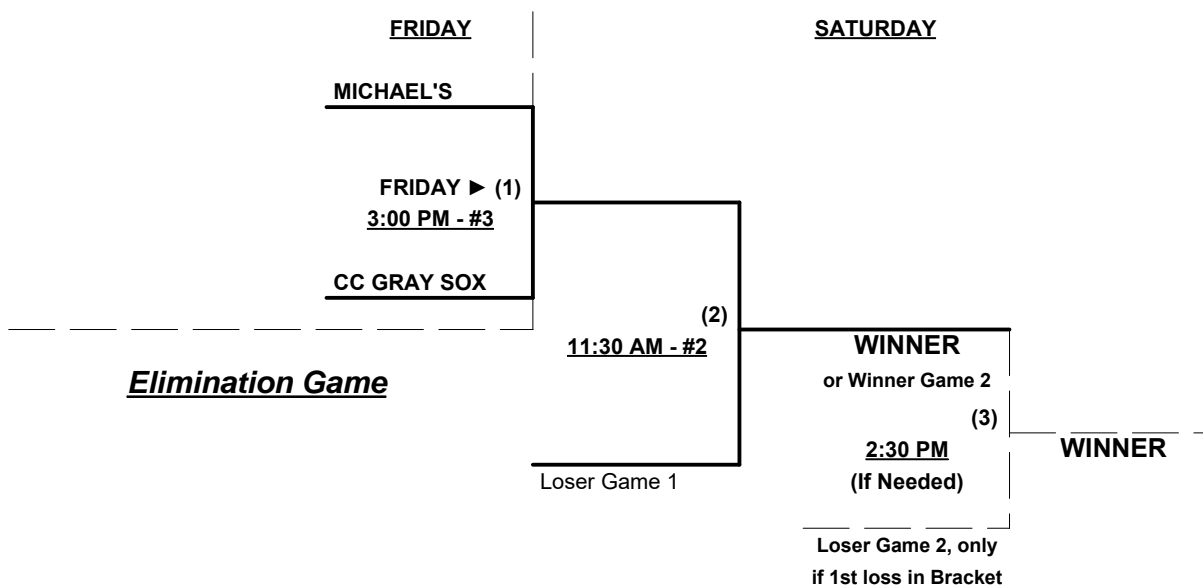 FRIDAY
SATURDAY
MICHAEL'S
FRIDAY ► (1)
3:00 PM - #3
CC GRAY SOX
(2)
11:30 AM - #2
WINNER
or Winner Game 2
Elimination Game
(3)
2:30 PM
WINNER
(If Needed)
Loser Game 1
Loser Game 2, only
if 1st loss in Bracket